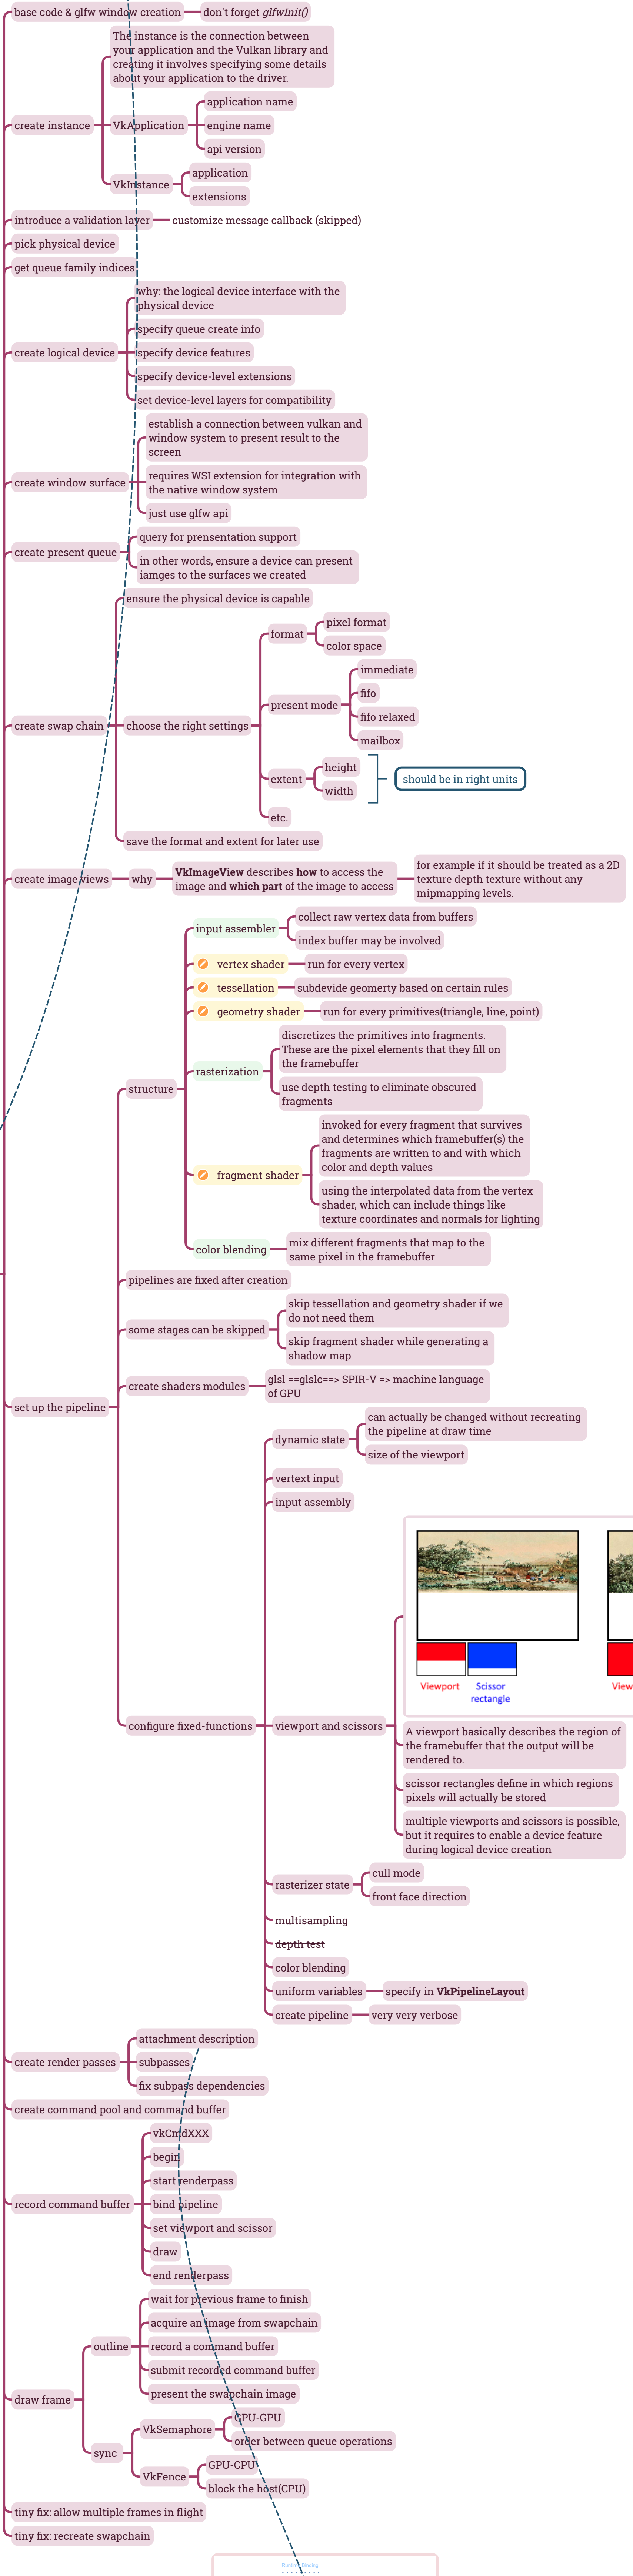 base code & glfw window creation
don't forget glfwInit()
create instance
The instance is the connection between
your application and the Vulkan library and
creating it involves specifying some details
about your application to the driver.
VkApplication
application name
engine name
api version
VkInstance
application
extensions
introduce a validation layer
customize message callback (skipped)
pick physical device
get queue family indices
create logical device
why: the logical device interface with the
physical device
specify queue create info
specify device features
specify device-level extensions
set device-level layers for compatibility
create window surface
establish a connection between vulkan and
window system to present result to the
screen
requires WSI extension for integration with
the native window system
just use glfw api
create present queue
query for prensentation support
in other words, ensure a device can present
iamges to the surfaces we created
create swap chain
ensure the physical device is capable
choose the right settings
format
pixel format
color space
present mode
immediate
fifo
fifo relaxed
mailbox
extent
height
width
should be in right units
etc.
save the format and extent for later use
create image views
why
VkImageView describes how to access the
image and which part of the image to access
for example if it should be treated as a 2D
texture depth texture without any
mipmapping levels.
set up the pipeline
structure
input assembler
collect raw vertex data from buffers
index buffer may be involved
vertex shader
run for every vertex
tessellation
subdevide geomerty based on certain rules
geometry shader
run for every primitives(triangle, line, point)
rasterization
discretizes the primitives into fragments.
These are the pixel elements that they fill on
the framebuffer
use depth testing to eliminate obscured
fragments
fragment shader
invoked for every fragment that survives
and determines which framebuffer(s) the
fragments are written to and with which
color and depth values
using the interpolated data from the vertex
shader, which can include things like
texture coordinates and normals for lighting
color blending
mix different fragments that map to the
same pixel in the framebuffer
pipelines are fixed after creation
some stages can be skipped
skip tessellation and geometry shader if we
do not need them
skip fragment shader while generating a
shadow map
create shaders modules
glsl ==glslc==> SPIR-V => machine language
of GPU
configure fixed-functions
dynamic state
can actually be changed without recreating
the pipeline at draw time
size of the viewport
vertext input
input assembly
viewport and scissors
Viewport
Scissor
rectangle
View
A viewport basically describes the region of
the framebuffer that the output will be
rendered to.
scissor rectangles define in which regions
pixels will actually be stored
multiple viewports and scissors is possible,
but it requires to enable a device feature
during logical device creation
rasterizer state
cull mode
front face direction
multisampling
depth test
color blending
uniform variables
specify in VkPipelineLayout
create pipeline
very very verbose
create render passes
attachment description
subpasses
fix subpass dependencies
create command pool and command buffer
record command buffer
vkCmdXXX
begin
start renderpass
bind pipeline
set viewport and scissor
draw
end renderpass
draw frame
outline
wait for previous frame to finish
acquire an image from swapchain
record a command buffer
submit recorded command buffer
present the swapchain image
sync
VkSemaphore
GPU-GPU
order between queue operations
VkFence
GPU-CPU
block the host(CPU)
tiny fix: allow multiple frames in flight
tiny fix: recreate swapchain